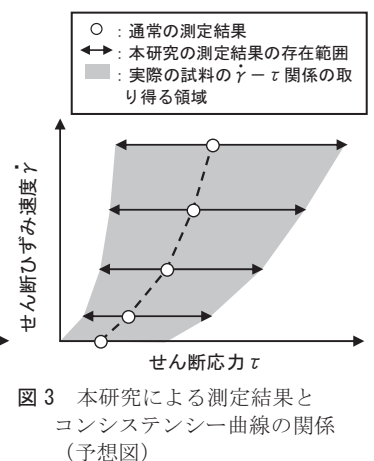 ○ : 通常の測定結果
↔ : 本研究の測定結果の存在範囲
: 実際の試料のγ̇－τ関係の取
り得る領域
せん断ひずみ速度γ̇
せん断応力τ
図3 本研究による測定結果と
コンシステンシー曲線の関係
（予想図）